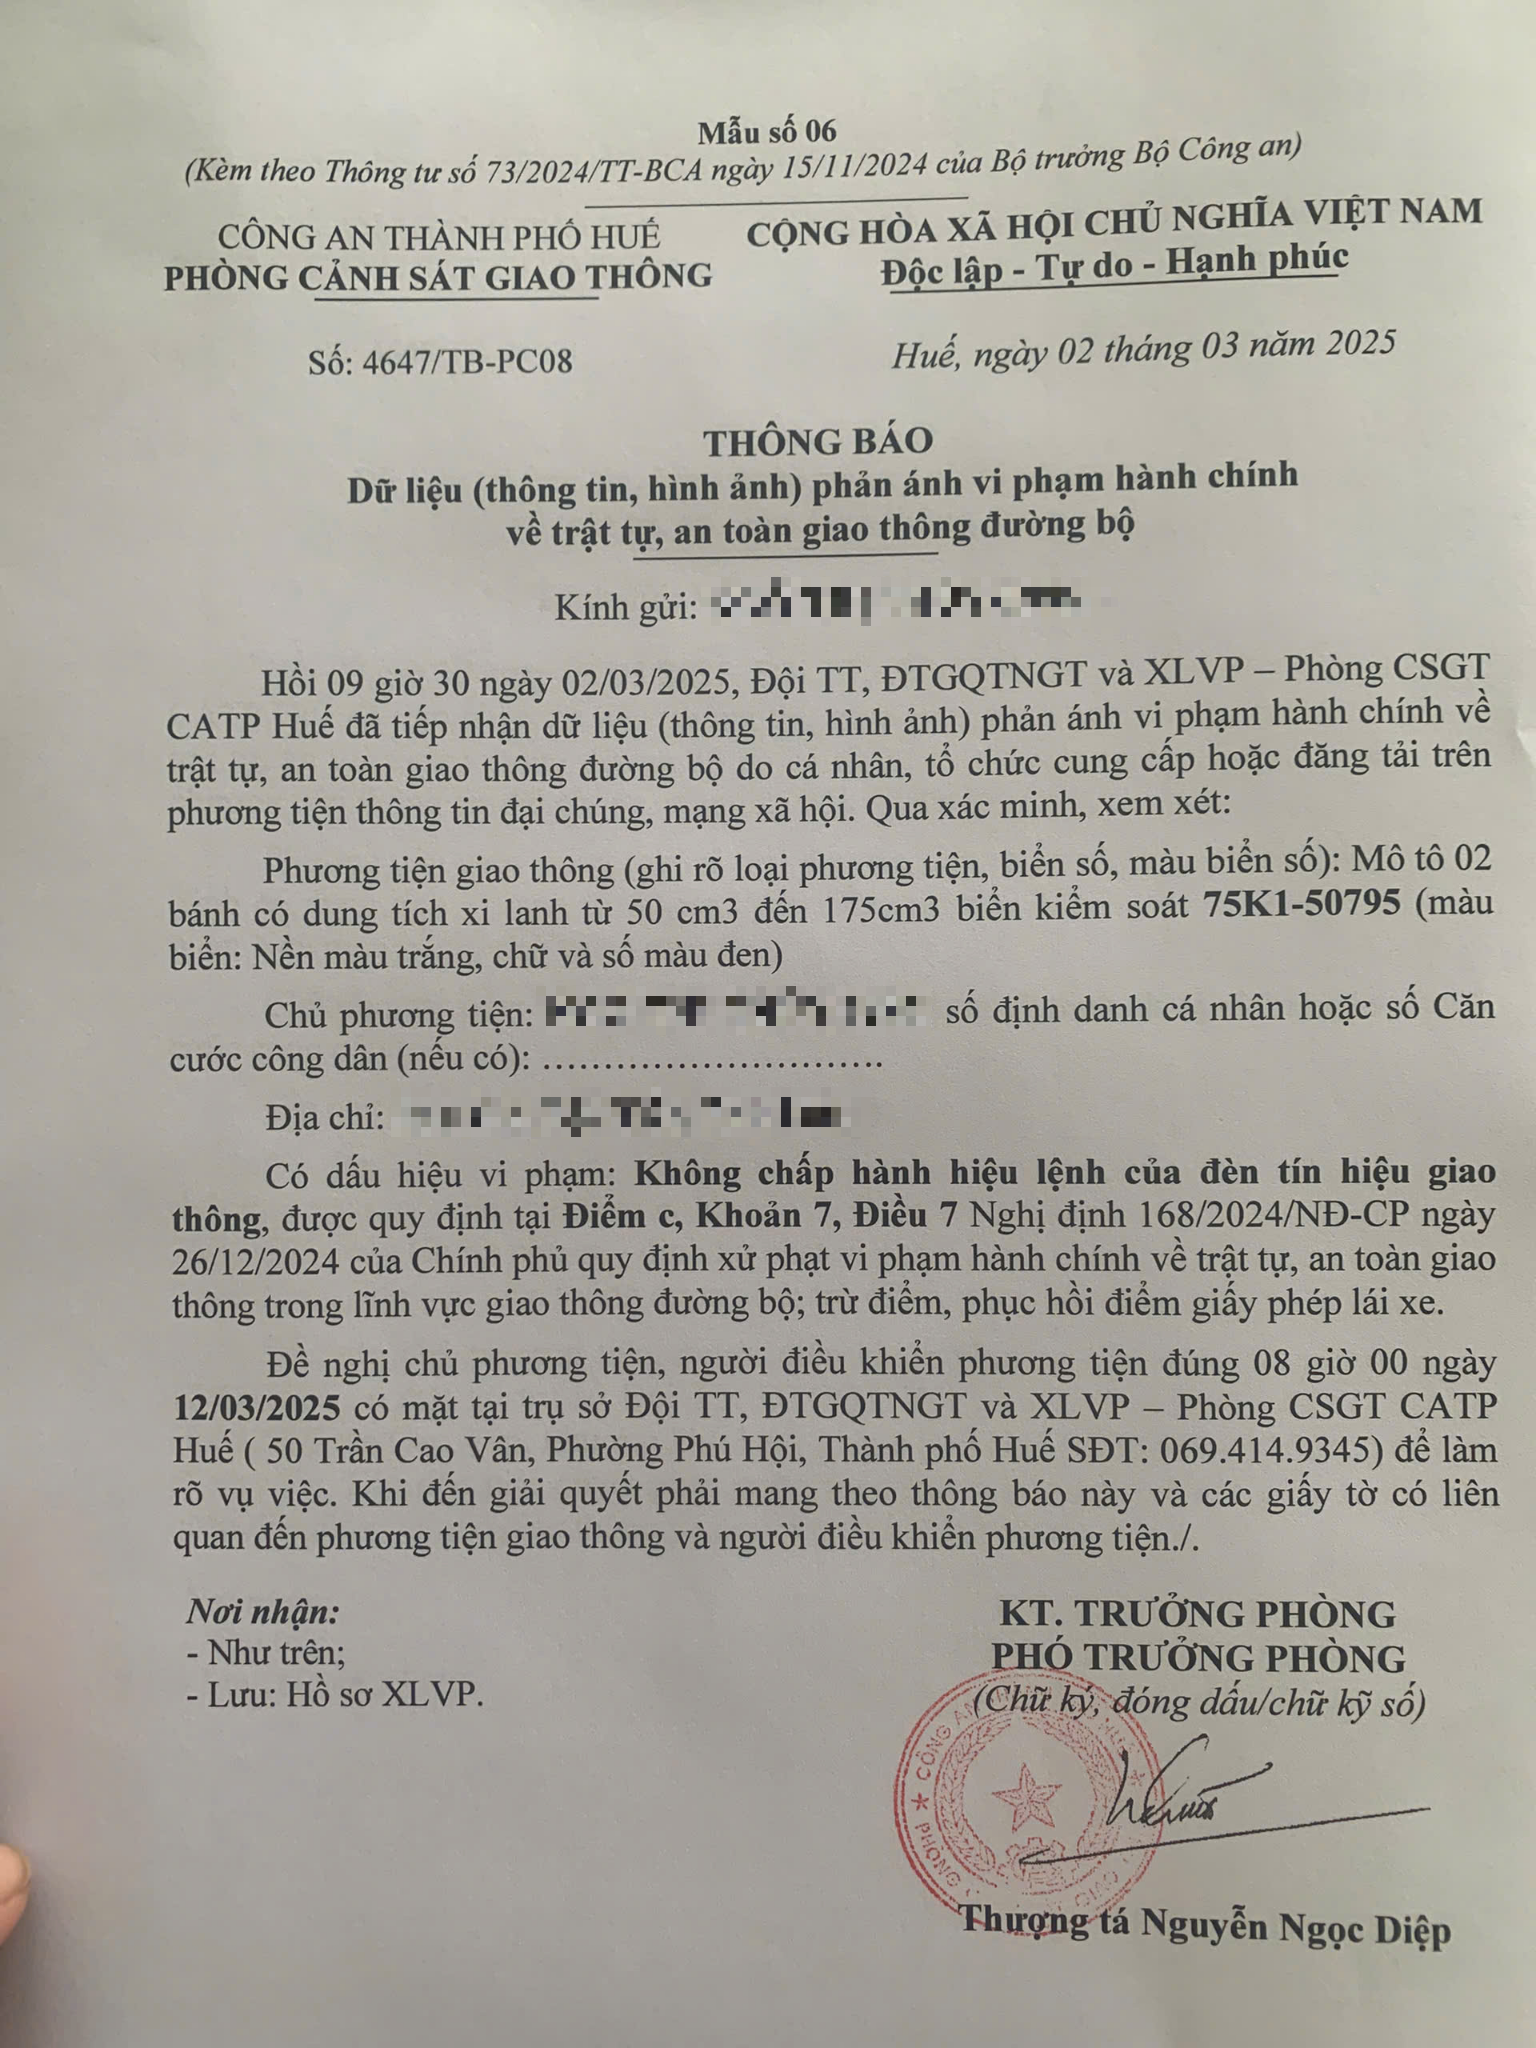 Mẫu số 06
(Kèm theo Thông tư số 73/2024/TT-BCA ngày 15/11/2024 của Bộ trưởng Bộ Công an)
CÔNG AN THÀNH PHỐ HUẾ
PHÒNG CẢNH SÁT GIAO THÔNG
CỘNG HÒA XÃ HỘI CHỦ NGHĨA VIỆT NAM
Độc lập - Tự do - Hạnh phúc
Số: 4647/TB-PC08
Huế, ngày 02 tháng 03 năm 2025
THÔNG BÁO
Dữ liệu (thông tin, hình ảnh) phản ánh vi phạm hành chính
về trật tự, an toàn giao thông đường bộ
Kính gửi:
Hồi 09 giờ 30 ngày 02/03/2025, Đội TT, ĐTGQTNGT và XLVP – Phòng CSGT
CATP Huế đã tiếp nhận dữ liệu (thông tin, hình ảnh) phản ánh vi phạm hành chính về
trật tự, an toàn giao thông đường bộ do cá nhân, tổ chức cung cấp hoặc đăng tải trên
phương tiện thông tin đại chúng, mạng xã hội. Qua xác minh, xem xét:
Phương tiện giao thông (ghi rõ loại phương tiện, biển số, màu biển số): Mô tô 02
bánh có dung tích xi lanh từ 50 cm3 đến 175cm3 biển kiểm soát 75K1-50795 (màu
biển: Nền màu trắng, chữ và số màu đen)
Chủ phương tiện: số định danh cá nhân hoặc số Căn
cước công dân (nếu có): ............................
Địa chỉ:
Có dấu hiệu vi phạm: Không chấp hành hiệu lệnh của đèn tín hiệu giao
thông, được quy định tại Điểm c, Khoản 7, Điều 7 Nghị định 168/2024/NĐ-CP ngày
26/12/2024 của Chính phủ quy định xử phạt vi phạm hành chính về trật tự, an toàn giao
thông trong lĩnh vực giao thông đường bộ; trừ điểm, phục hồi điểm giấy phép lái xe.
Đề nghị chủ phương tiện, người điều khiển phương tiện đúng 08 giờ 00 ngày
12/03/2025 có mặt tại trụ sở Đội TT, ĐTGQTNGT và XLVP – Phòng CSGT CATP
Huế ( 50 Trần Cao Vân, Phường Phú Hội, Thành phố Huế SĐT: 069.414.9345) để làm
rõ vụ việc. Khi đến giải quyết phải mang theo thông báo này và các giấy tờ có liên
quan đến phương tiện giao thông và người điều khiển phương tiện./.
Nơi nhận:
- Như trên;
- Lưu: Hồ sơ XLVP.
KT. TRƯỞNG PHÒNG
PHÓ TRƯỞNG PHÒNG
(Chữ ký, đóng dấu/chữ kỹ số)
Thượng tá Nguyễn Ngọc Diệp